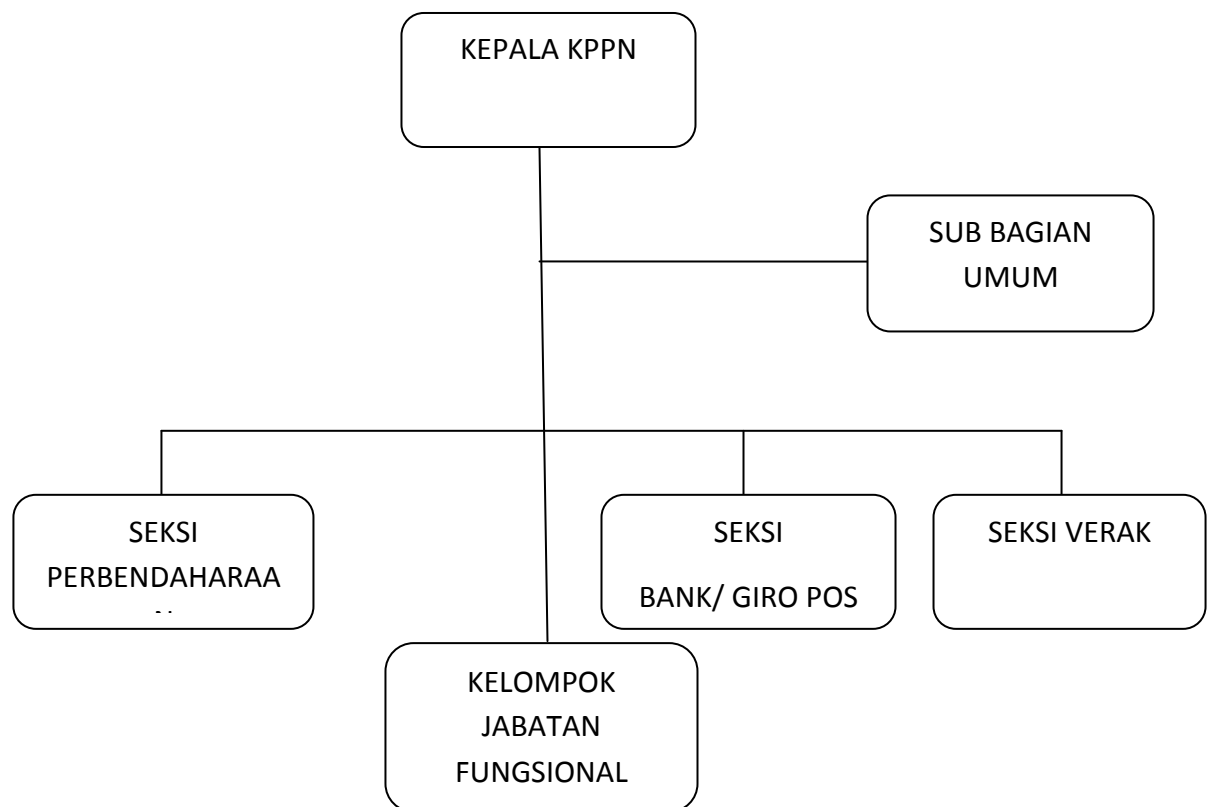 KEPALA KPPN
SUB BAGIAN
UMUM
SEKSI
PERBENDAHARAA
SEKSI
BANK/ GIRO POS
SEKSI VERAK
KELOMPOK
JABATAN
FUNGSIONAL